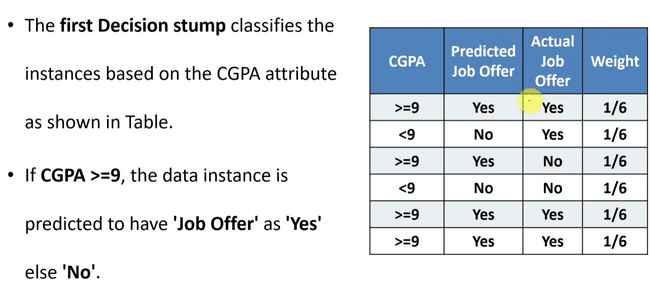 • The first Decision stump classifies the
instances based on the CGPA attribute
as shown in Table.
• If CGPA >=9, the data instance is
predicted to have 'Job Offer' as 'Yes'
else 'No'.
CGPA Predicted Job Offer Actual Job Offer Weight
>=9 Yes Yes 1/6
<9 No Yes 1/6
>=9 Yes No 1/6
<9 No No 1/6
>=9 Yes Yes 1/6
>=9 Yes Yes 1/6